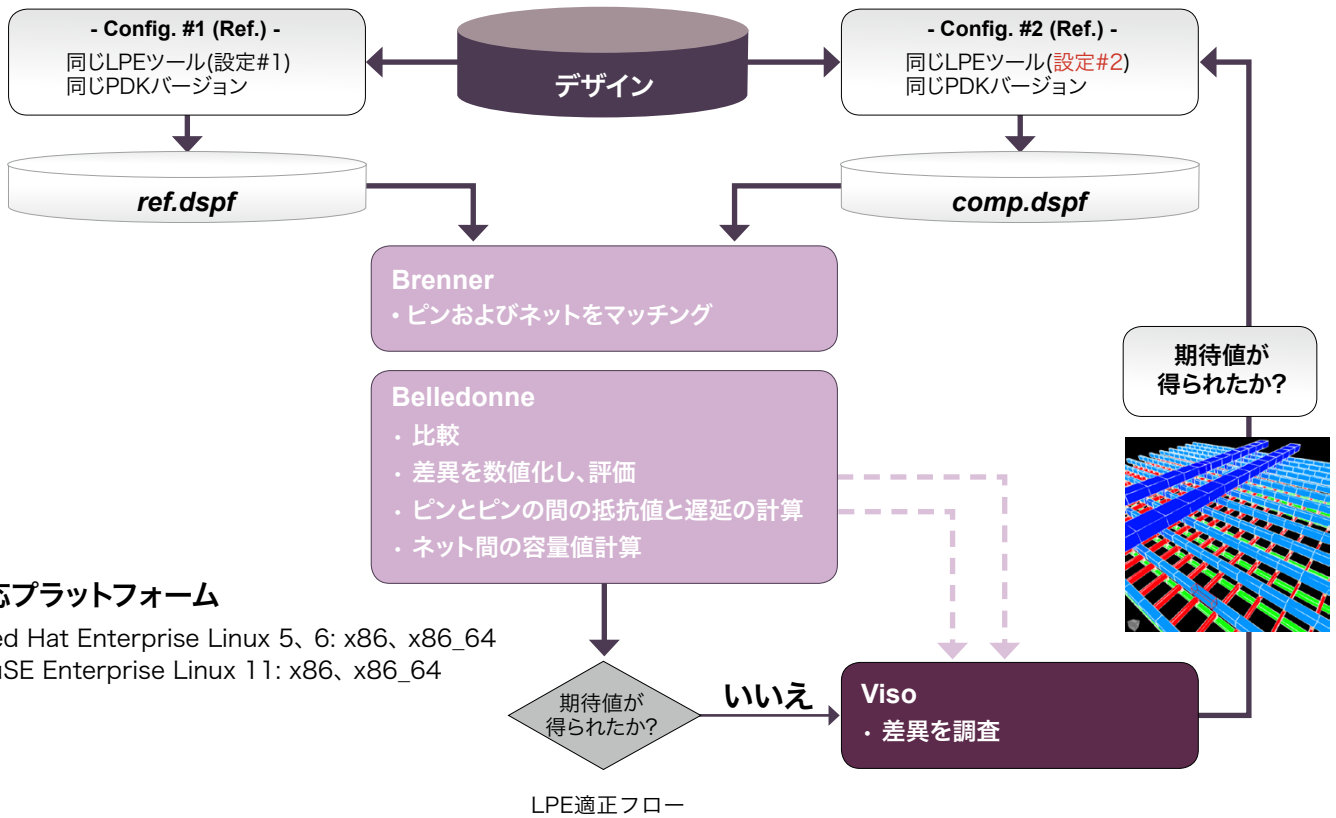 - Config. #1 (Ref.) -
同じLPEツール(設定#1)
同じPDKバージョン
デザイン
- Config. #2 (Ref.) -
同じLPEツール(設定#2)
同じPDKバージョン
ref.dspf
comp.dspf
Brenner
• ピンおよびネットをマッチング
期待値が
得られたか?
Belledonne
・ 比較
・ 差異を数値化し、評価
・ ピンとピンの間の抵抗値と遅延の計算
・ ネット間の容量値計算
プラットフォーム
ed Hat Enterprise Linux 5、6: x86、x86_64
SE Enterprise Linux 11: x86、x86_64
期待値が
得られたか?
いいえ
Viso
・ 差異を調査
LPE適正フロー